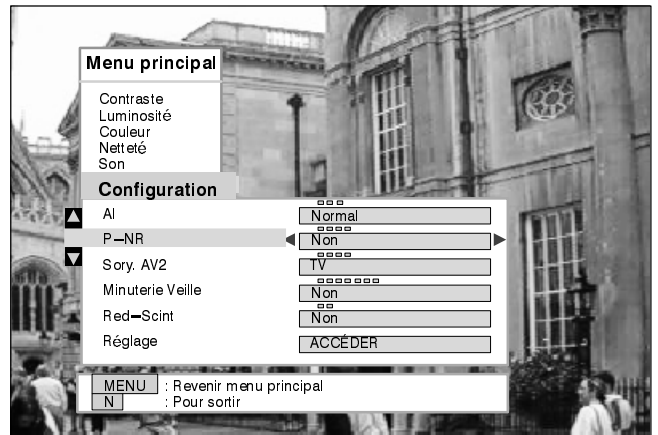 Menu principal
Contraste
Luminosité
Couleur
Netteté
Son
Configuration
AI Normal
P-NR Non
Sory. AV2 TV
Minuterie Veille Non
Red-Scint Non
Réglage ACCÉDER
MENU : Revenir menu principal
N : Pour sortir